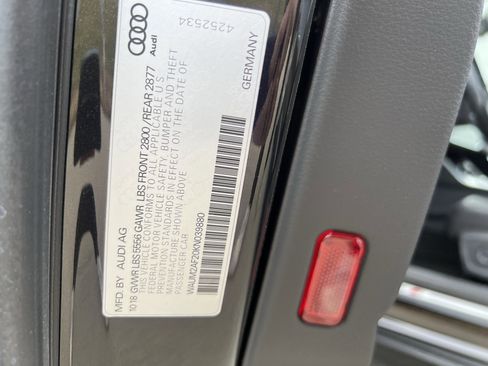 MFD. BY AUDI AG
10.18 GVWR LBS 5556 GAWR LBS FRONT 2800 / REAR 2877
THIS VEHICLE CONFORMS TO ALL APPLICABLE U.S.
FEDERAL MOTOR VEHICLE SAFETY, BUMPER AND THEFT
PREVENTION STANDARDS IN EFFECT ON THE DATE OF
MANUFACTURE SHOWN ABOVE
PASSENGER CAR
WAUM2AF20KN039880
GERMANY
Audi
4252534